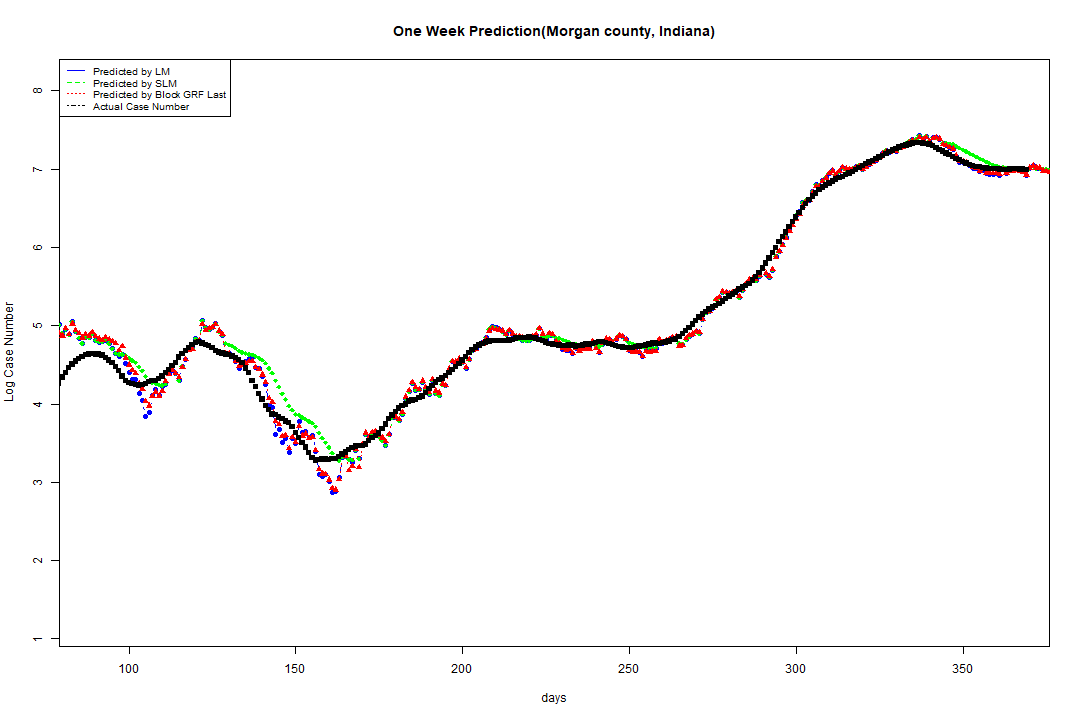 One Week Prediction(Morgan county, Indiana)
Predicted by LM
Predicted by SLM
Predicted by Block GRF Last
Actual Case Number
8
7
6
5
4
3
2
1
Log Case Number
100 150 200 250 300 350
days